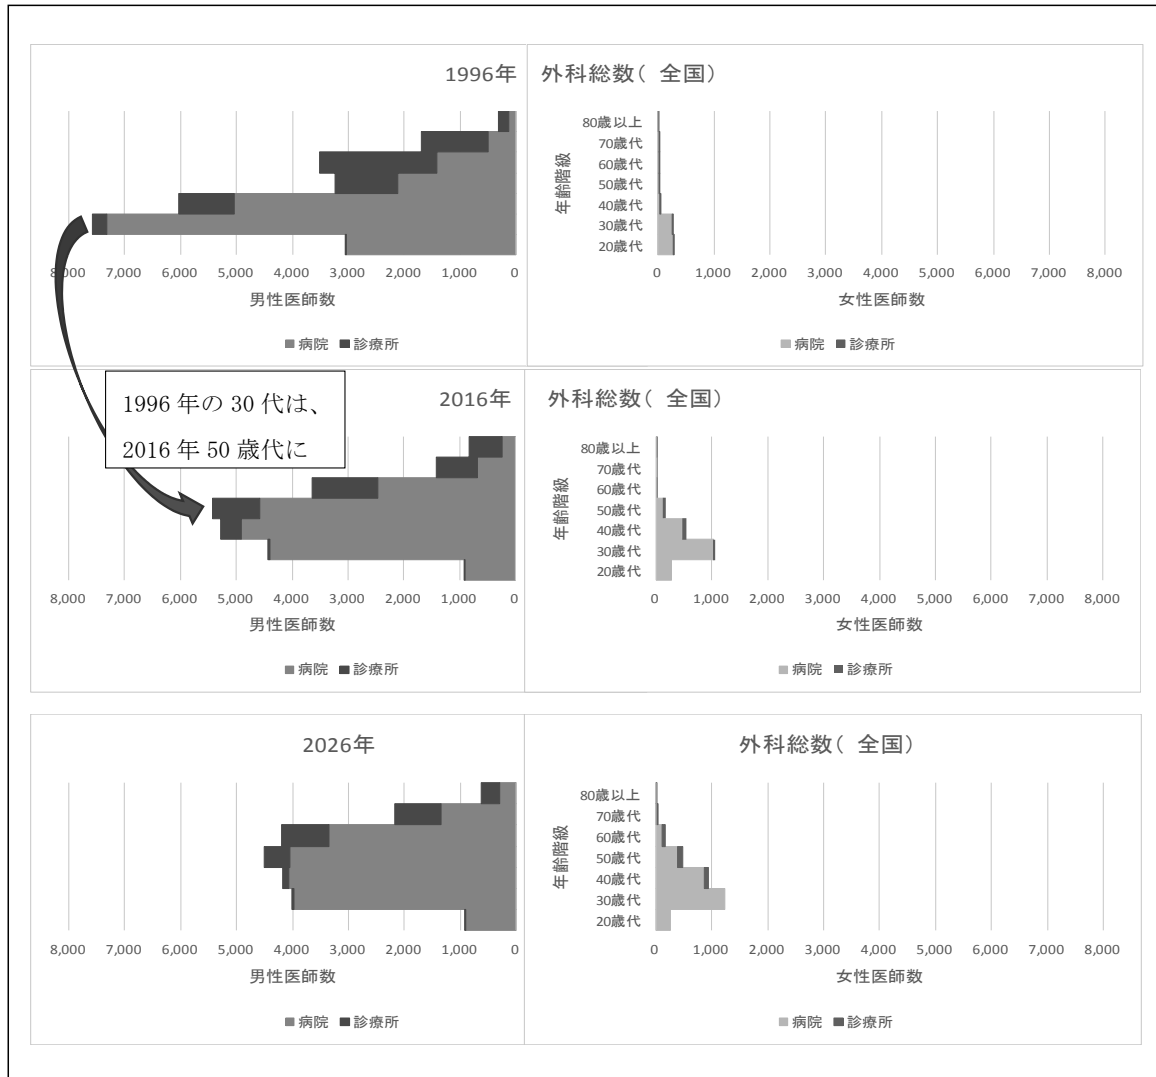 1996年 外科総数( 全国)
80歳以上
70歳代
60歳代
50歳代
40歳代
30歳代
20歳代
年齢階級
8,000 7,000 6,000 5,000 4,000 3,000 2,000 1,000 0
0 1,000 2,000 3,000 4,000 5,000 6,000 7,000 8,000
男性医師数
女性医師数
病院 診療所
病院 診療所
1996 年の 30 代は、
2016 年 50 歳代に
2016年 外科総数( 全国)
80歳以上
70歳代
60歳代
50歳代
40歳代
30歳代
20歳代
年齢階級
8,000 7,000 6,000 5,000 4,000 3,000 2,000 1,000 0
0 1,000 2,000 3,000 4,000 5,000 6,000 7,000 8,000
男性医師数
女性医師数
病院 診療所
病院 診療所
2026年 外科総数( 全国)
80歳以上
70歳代
60歳代
50歳代
40歳代
30歳代
20歳代
年齢階級
8,000 7,000 6,000 5,000 4,000 3,000 2,000 1,000 0
0 1,000 2,000 3,000 4,000 5,000 6,000 7,000 8,000
男性医師数
女性医師数
病院 診療所
病院 診療所